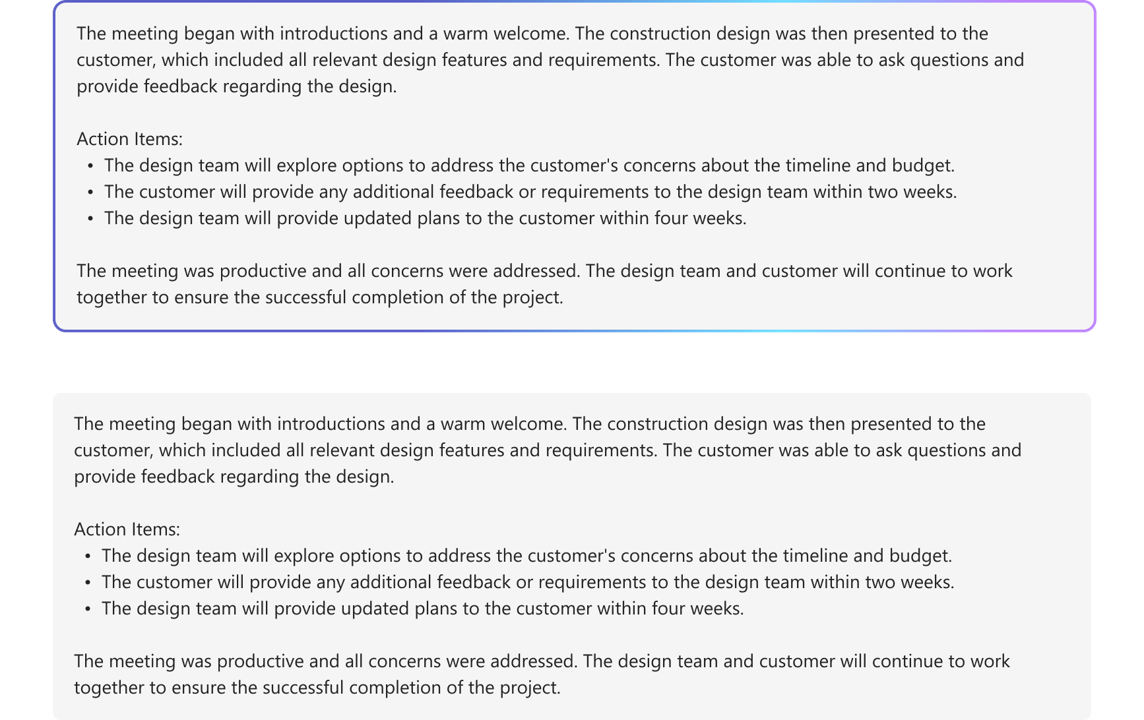 The meeting began with introductions and a warm welcome. The construction design was then presented to the
customer, which included all relevant design features and requirements. The customer was able to ask questions and
provide feedback regarding the design.
Action Items:
• The design team will explore options to address the customer's concerns about the timeline and budget.
• The customer will provide any additional feedback or requirements to the design team within two weeks.
• The design team will provide updated plans to the customer within four weeks.
The meeting was productive and all concerns were addressed. The design team and customer will continue to work
together to ensure the successful completion of the project.
The meeting began with introductions and a warm welcome. The construction design was then presented to the
customer, which included all relevant design features and requirements. The customer was able to ask questions and
provide feedback regarding the design.
Action Items:
• The design team will explore options to address the customer's concerns about the timeline and budget.
• The customer will provide any additional feedback or requirements to the design team within two weeks.
• The design team will provide updated plans to the customer within four weeks.
The meeting was productive and all concerns were addressed. The design team and customer will continue to work
together to ensure the successful completion of the project.